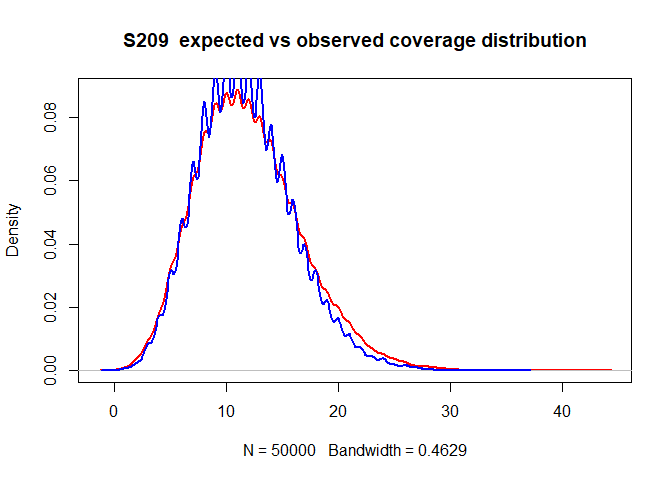 S209 expected vs observed coverage distribution
0.08
0.06
0.04
0.02
0.00
Density
0 10 20 30 40
N = 50000 Bandwidth = 0.4629